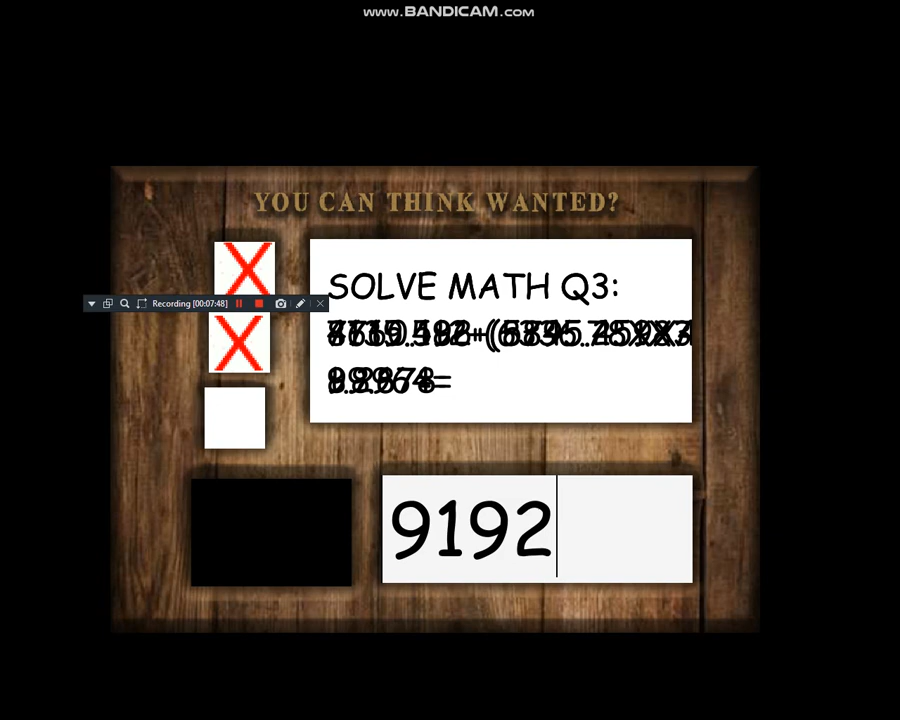 www.BANDICAM.com
YOU CAN THINK WANTED?
SOLVE MATH Q3:
Recording [00:07:48]
9192